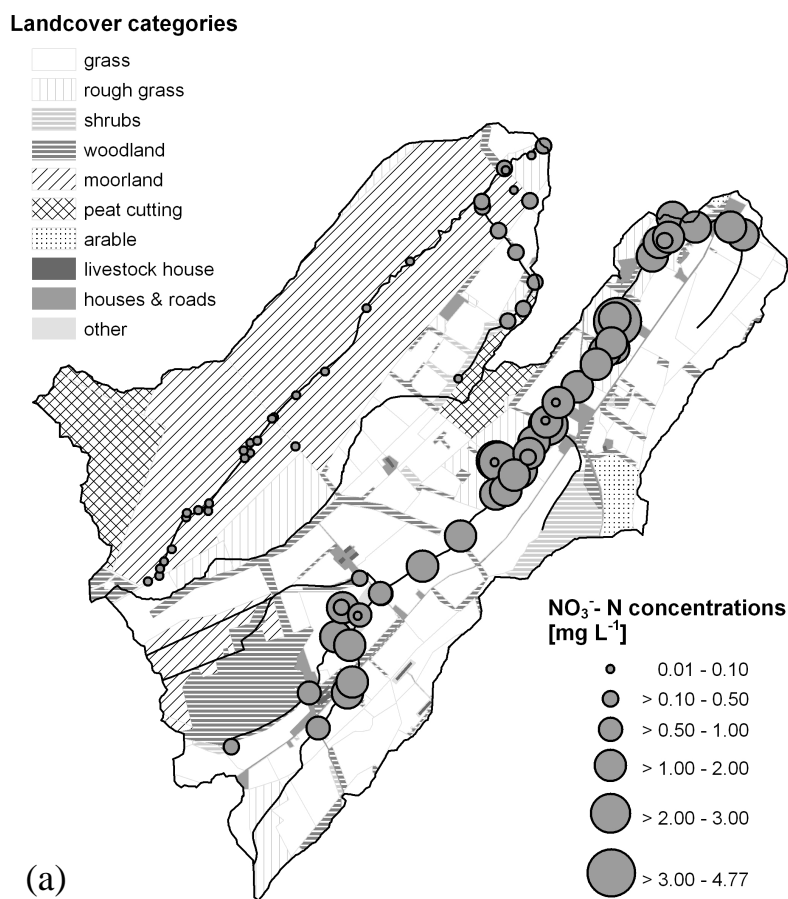 Landcover categories
grass
rough grass
shrubs
woodland
moorland
peat cutting
arable
livestock house
houses & roads
other
NO₃⁻- N concentrations
[mg L⁻¹]
0.01 - 0.10
> 0.10 - 0.50
> 0.50 - 1.00
> 1.00 - 2.00
> 2.00 - 3.00
> 3.00 - 4.77
(a)